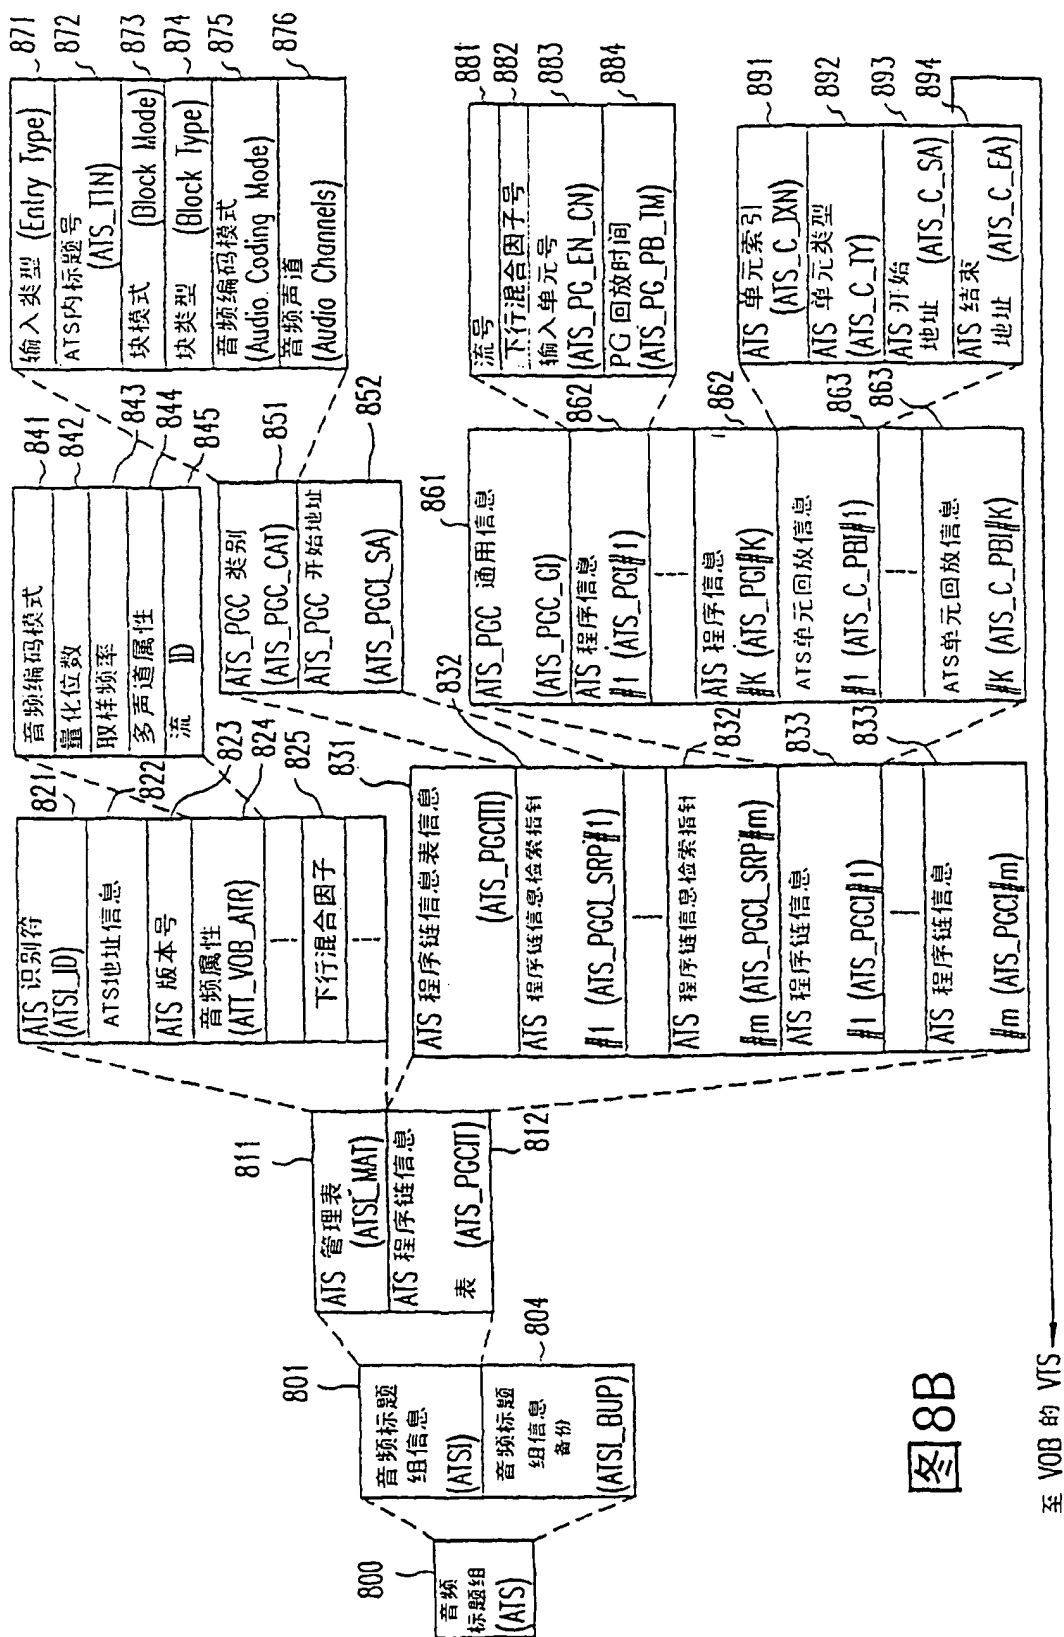 800
音频
标题组
(ATS)
801
音频标题
组信息
(ATSI)
音频标题
组信息
备份
(ATSI_BUP)
804
811
ATS 管理表
(ATSI_MAT)
ATS 程序链信息
表 (ATS_PGCIT)
812
ATS 识别符
(ATSI_ID)
821
ATS地址信息
822
ATS 版本号
823
音频属性
(ATT_VOB_ATR)
824
下行混合因子
825
ATS 程序链信息表信息
(ATS_PGCITI)
831
ATS 程序链信息检索指针
#1 (ATS_PGCI_SRP#1)
832
ATS 程序链信息检索指针
#m (ATS_PGCI_SRP#m)
832
ATS 程序链信息
#1 (ATS_PGCI#1)
833
ATS 程序链信息
#m (ATS_PGCI#m)
833
音频编码模式
841
量化位数
842
取样频率
843
多声道属性
844
流 ID
845
ATS_PGC 类别
(ATS_PGC_CAT)
851
ATS_PGC 开始地址
(ATS_PGCI_SA)
852
861
ATS_PGC 通用信息
(ATS_PGC_GI)
ATS 程序信息
#1 (ATS_PGI#1)
862
ATS 程序信息
#K (ATS_PGI#K)
862
ATS单元回放信息
#1 (ATS_C_PBI#1)
863
ATS单元回放信息
#K (ATS_C_PBI#K)
863
输入类型 (Entry Type)
871
ATS内标题号
(ATS_TTN)
872
块模式 (Block Mode)
873
块类型 (Block Type)
874
音频编码模式
(Audio Coding Mode)
875
音频声道
(Audio Channels)
876
流号
881
下行混合因子号
882
输入单元号
(ATS_PG_EN_CN)
883
PG 回放时间
(ATS_PG_PB_TM)
884
ATS 单元索引
(ATS_C_IXN)
891
ATS 单元类型
(ATS_C_TY)
892
ATS 开始
地址 (ATS_C_SA)
893
ATS 结束
地址 (ATS_C_EA)
894
至 VOB 的 VTS
图 8B